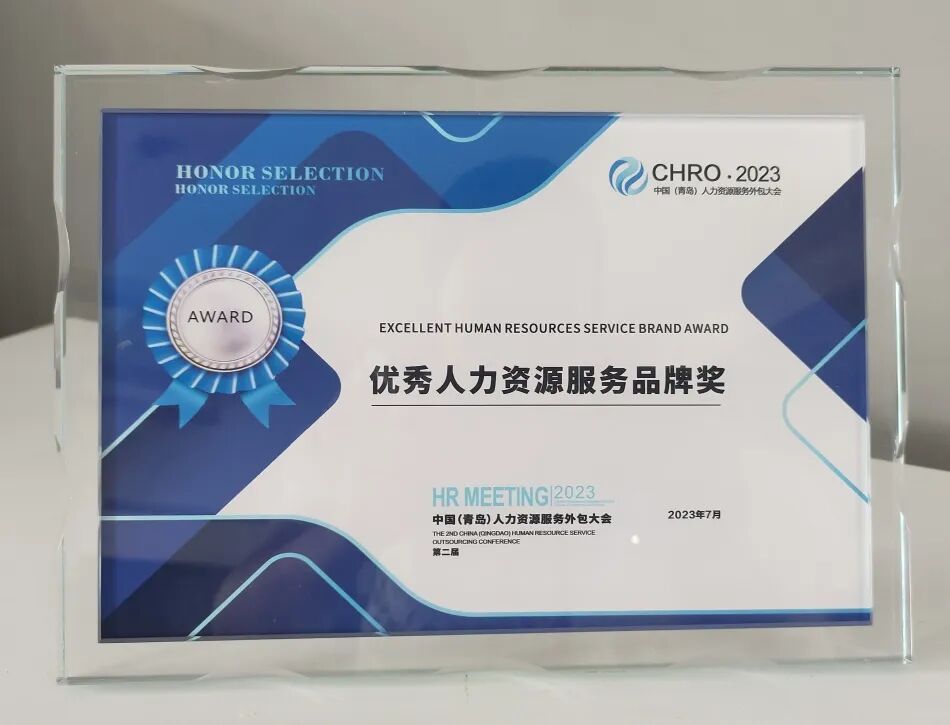 HONOR SELECTION
HONOR SELECTION
CHRO · 2023
中国（青岛）人力资源服务外包大会
AWARD
EXCELLENT HUMAN RESOURCES SERVICE BRAND AWARD
优秀人力资源服务品牌奖
HR MEETING 2023
中国（青岛）人力资源服务外包大会
2023年7月
THE 2ND CHINA (QINGDAO) HUMAN RESOURCE SERVICE
OUTSOURCING CONFERENCE
第二届